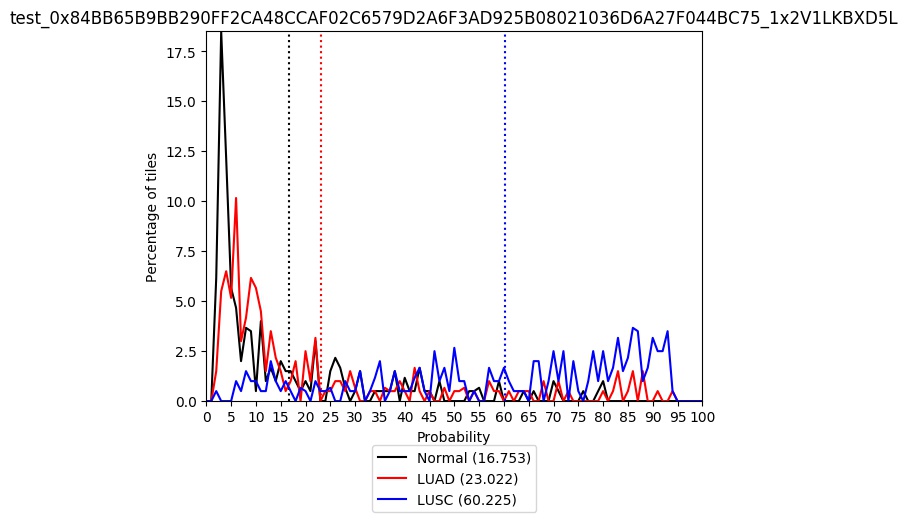 test_0x84BB65B9BB290FF2CA48CCAF02C6579D2A6F3AD925B08021036D6A27F044BC75_1x2V1LKBXD5L
17.5
15.0
12.5
10.0
7.5
5.0
2.5
0.0
Percentage of tiles
0 5 10 15 20 25 30 35 40 45 50 55 60 65 70 75 80 85 90 95 100
Probability
Normal (16.753)
LUAD (23.022)
LUSC (60.225)